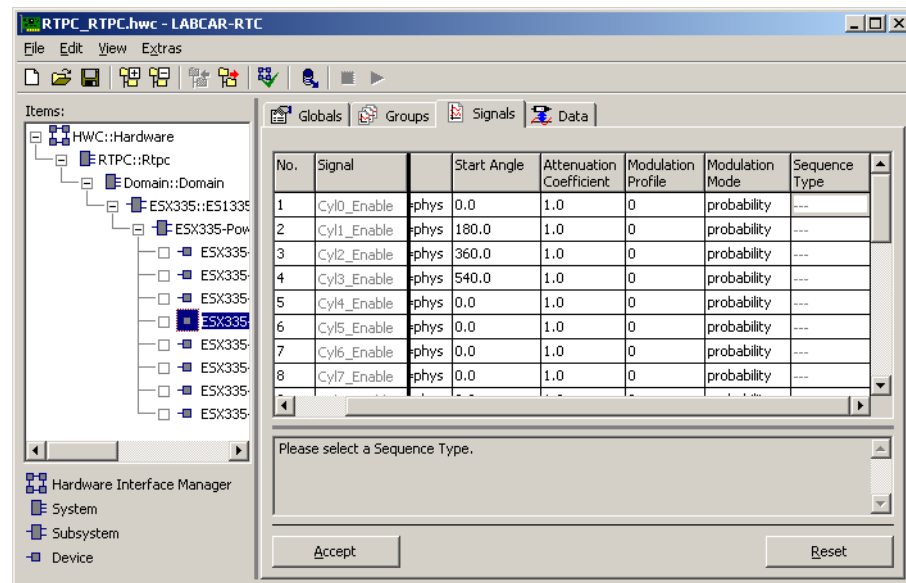 RTPC_RTPC.hwc - LABCAR-RTC
File Edit View Extras
Items:
HWC::Hardware
RTPC::Rtpc
Domain::Domain
ESX335::ES1335
ESX335-Pow
ESX335-
ESX335-
ESX335-
ESX335-
ESX335-
ESX335-
ESX335-
ESX335-
Hardware Interface Manager
System
Subsystem
Device
Globals Groups Signals Data
No. Signal Start Angle Attenuation Coefficient Modulation Profile Modulation Mode Sequence Type
1 Cyl0_Enable =phys 0.0 1.0 0 probability ---
2 Cyl1_Enable =phys 180.0 1.0 0 probability ---
3 Cyl2_Enable =phys 360.0 1.0 0 probability ---
4 Cyl3_Enable =phys 540.0 1.0 0 probability ---
5 Cyl4_Enable =phys 0.0 1.0 0 probability ---
6 Cyl5_Enable =phys 0.0 1.0 0 probability ---
7 Cyl6_Enable =phys 0.0 1.0 0 probability ---
8 Cyl7_Enable =phys 0.0 1.0 0 probability ---
Please select a Sequence Type.
Accept Reset